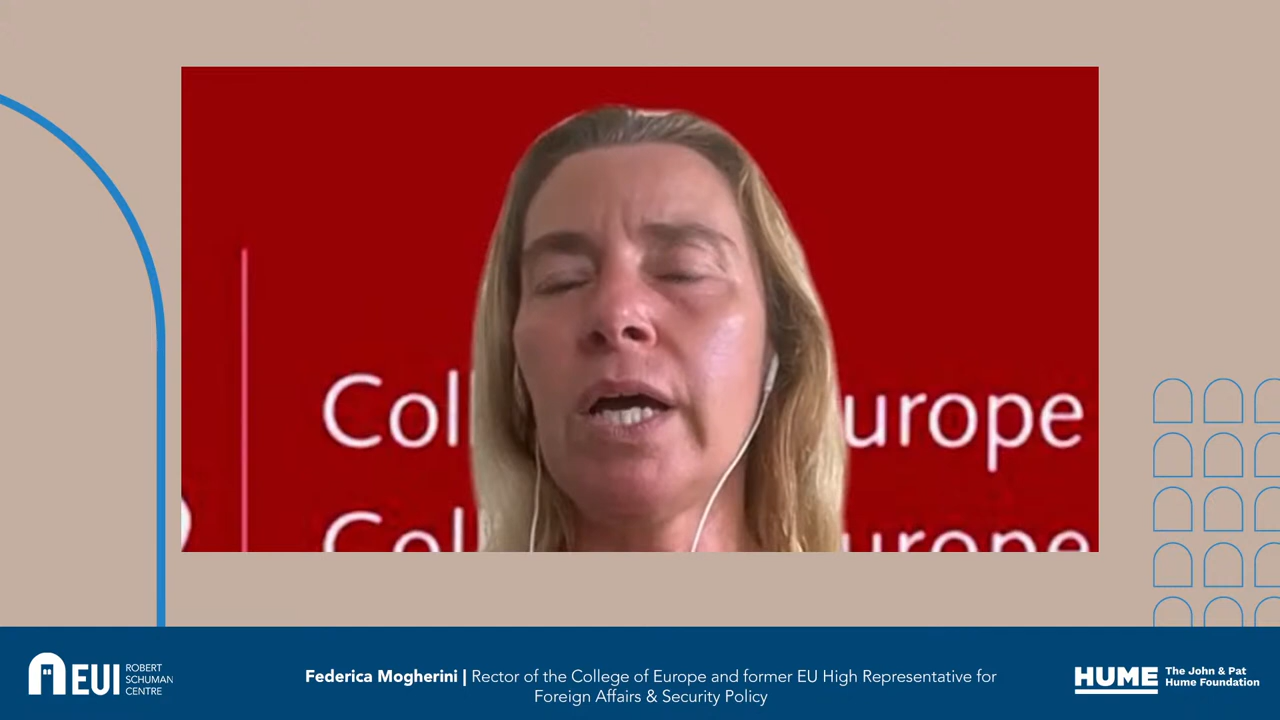 Coll urope
Coll urope
EUI ROBERT
SCHUMAN
CENTRE
Federica Mogherini | Rector of the College of Europe and former EU High Representative for
Foreign Affairs & Security Policy
HUME The John & Pat
Hume Foundation